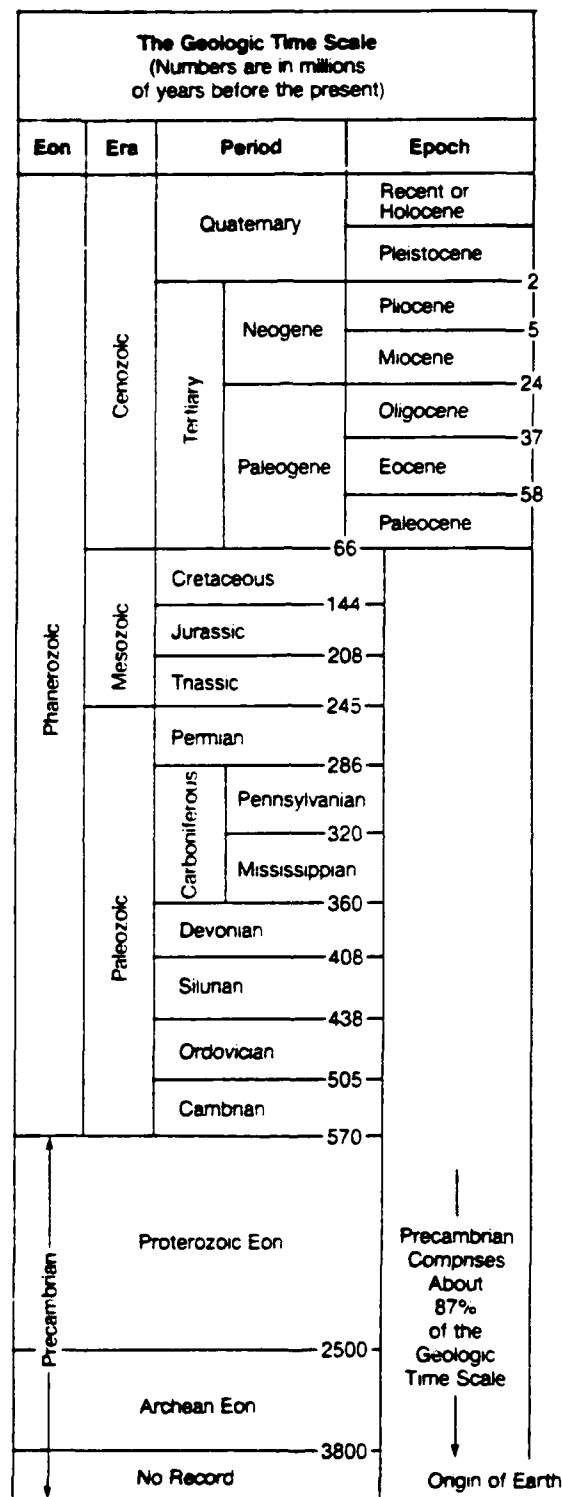 The Geologic Time Scale
(Numbers are in millions
of years before the present)
Eon Era Period Epoch
Phanerozoic
Cenozoic
Quaternary
Recent or
Holocene
Pleistocene
2
Tertiary
Neogene
Pliocene
5
Miocene
24
Paleogene
Oligocene
37
Eocene
58
Paleocene
66
Mesozoic
Cretaceous
144
Jurassic
208
Triassic
245
Paleozoic
Permian
286
Carboniferous
Pennsylvanian
320
Mississippian
360
Devonian
408
Silurian
438
Ordovician
505
Cambrian
570
Precambrian
Proterozoic Eon
2500
Archean Eon
3800
No Record
Precambrian
Comprises
About
87%
of the
Geologic
Time Scale
Origin of Earth